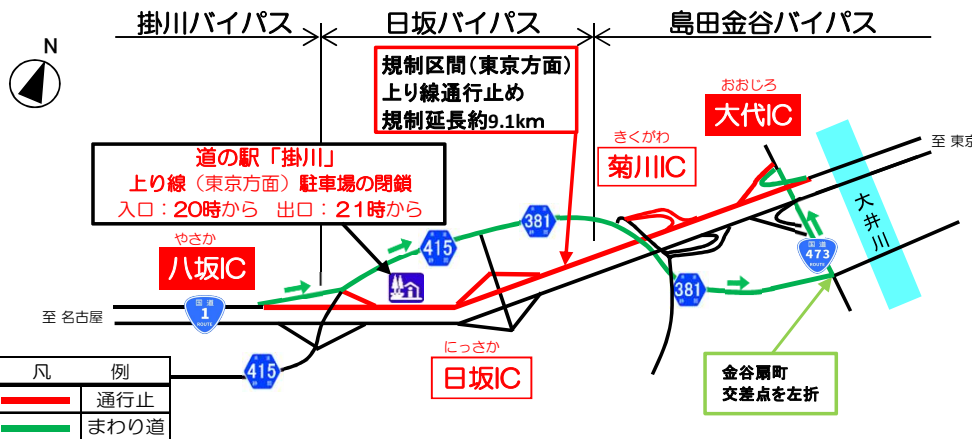 掛川バイパス
日坂バイパス
島田金谷バイパス
N
規制区間(東京方面)
上り線通行止め
規制延長約9.1km
おおじろ
大代IC
きくがわ
菊川IC
至 東京
道の駅「掛川」
上り線(東京方面)駐車場の閉鎖
入口:20時から 出口:21時から
大井川
やさか
八坂IC
415
381
国道
473
ROUTE
381
国道
1
ROUTE
至 名古屋
にっさか
日坂IC
415
金谷扇町
交差点を左折
凡 例
通行止
まわり道